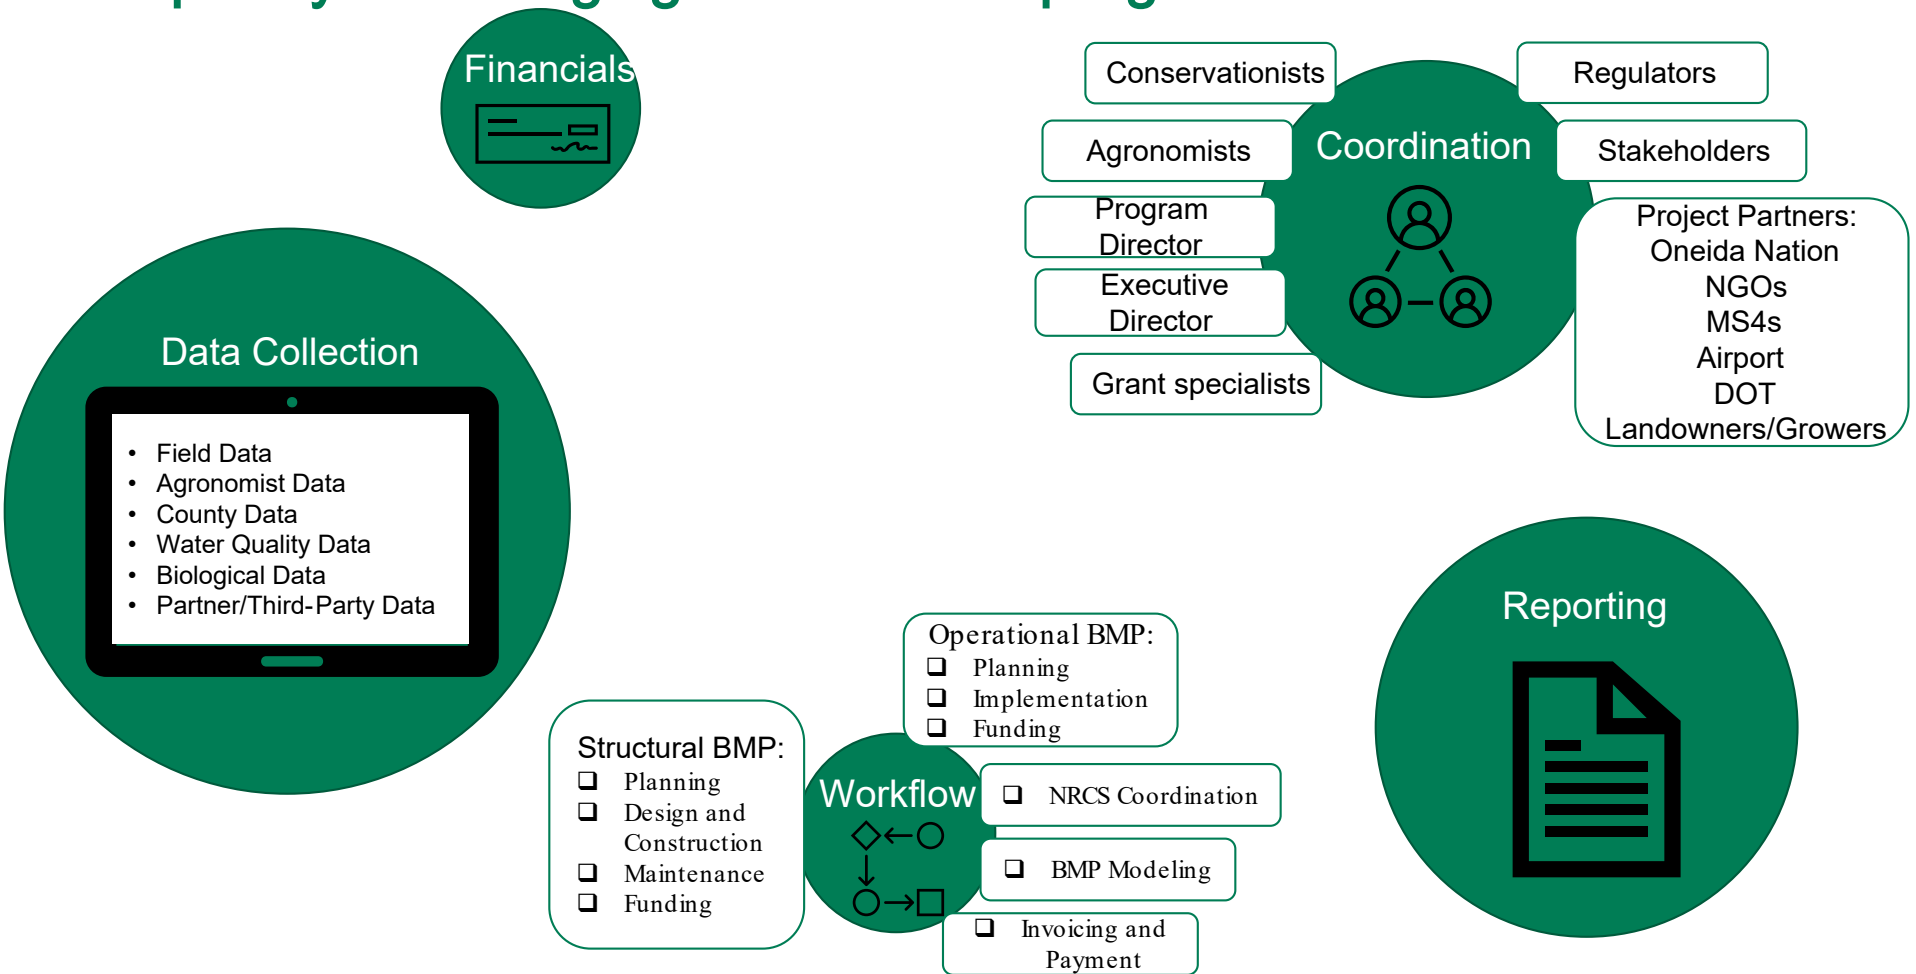 Financials
Conservationists
Agronomists
Program
Director
Executive
Director
Grant specialists
Coordination
Regulators
Stakeholders
Project Partners:
Oneida Nation
NGOs
MS4s
Airport
DOT
Landowners/Growers
Data Collection
• Field Data
• Agronomist Data
• County Data
• Water Quality Data
• Biological Data
• Partner/Third-Party Data
Structural BMP:
❑ Planning
❑ Design and
Construction
❑ Maintenance
❑ Funding
Operational BMP:
❑ Planning
❑ Implementation
❑ Funding
Workflow
❑ NRCS Coordination
❑ BMP Modeling
❑ Invoicing and
Payment
Reporting